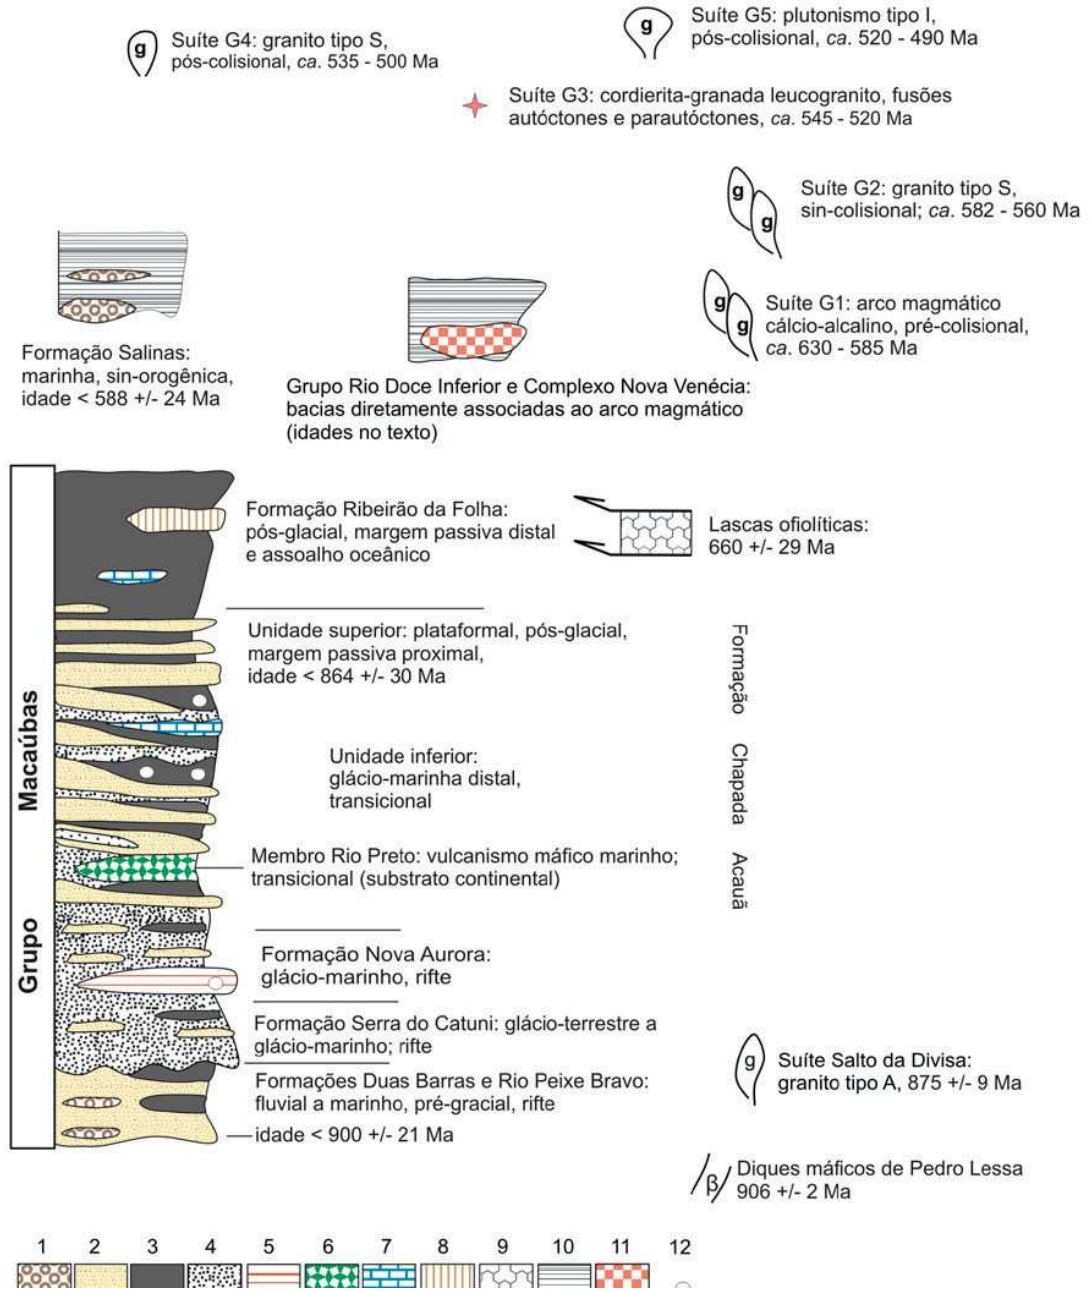 g
Suíte G4: granito tipo S,
pós-colisional, ca. 535 - 500 Ma
g
Suíte G5: plutonismo tipo I,
pós-colisional, ca. 520 - 490 Ma
Suíte G3: cordierita-granada leucogranito, fusões
autóctones e parautóctones, ca. 545 - 520 Ma
g
g
Suíte G2: granito tipo S,
sin-colisional; ca. 582 - 560 Ma
g
g
Suíte G1: arco magmático
cálcio-alcalino, pré-colisional,
ca. 630 - 585 Ma
Formação Salinas:
marinha, sin-orogênica,
idade < 588 +/- 24 Ma
Grupo Rio Doce Inferior e Complexo Nova Venécia:
bacias diretamente associadas ao arco magmático
(idades no texto)
Grupo Macaúbas
Formação Ribeirão da Folha:
pós-glacial, margem passiva distal
e assoalho oceânico
Lascas ofiolíticas:
660 +/- 29 Ma
Unidade superior: plataformal, pós-glacial,
margem passiva proximal,
idade < 864 +/- 30 Ma
Formação Chapada Acauã
Unidade inferior:
glácio-marinha distal,
transicional
Membro Rio Preto: vulcanismo máfico marinho;
transicional (substrato continental)
Formação Nova Aurora:
glácio-marinho, rifte
Formação Serra do Catuni: glácio-terrestre a
glácio-marinho; rifte
Formações Duas Barras e Rio Peixe Bravo:
fluvial a marinho, pré-gracial, rifte
idade < 900 +/- 21 Ma
g
Suíte Salto da Divisa:
granito tipo A, 875 +/- 9 Ma
β
Diques máficos de Pedro Lessa
906 +/- 2 Ma
1 2 3 4 5 6 7 8 9 10 11 12